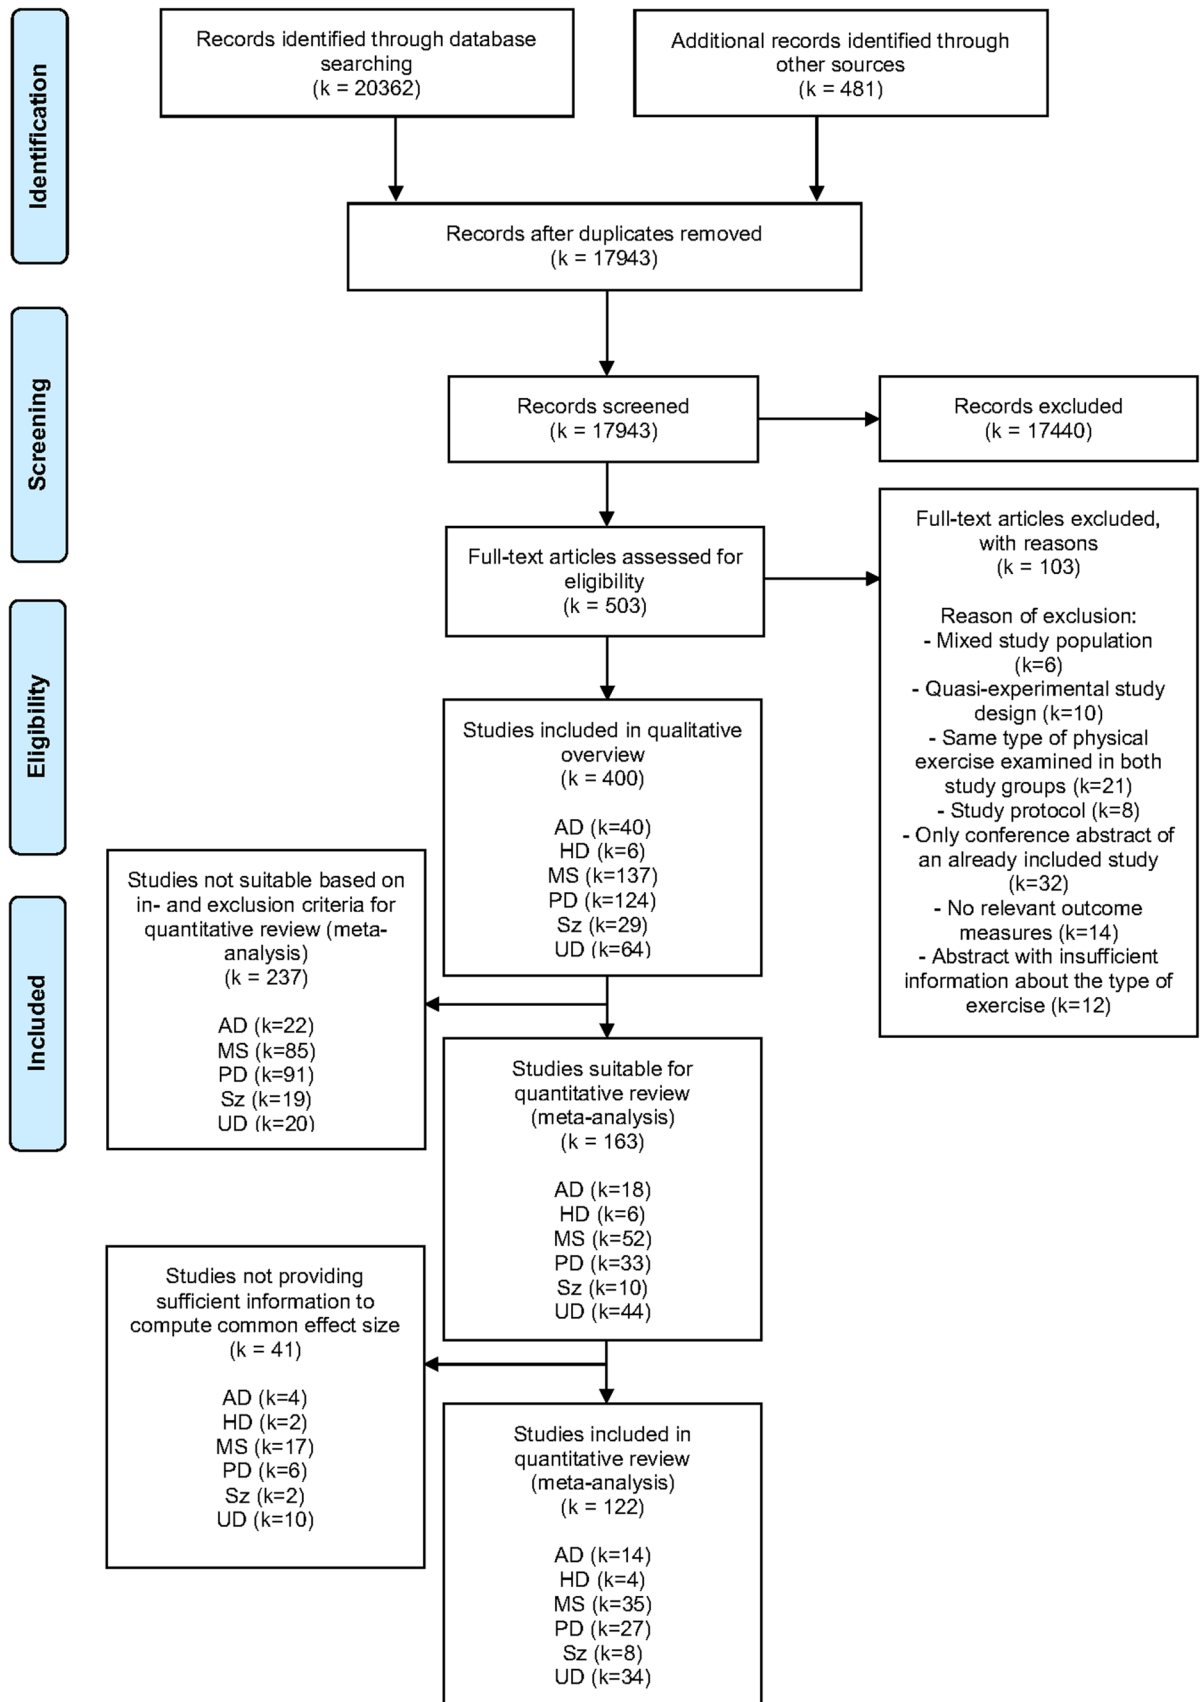 Identification
Records identified through database
searching
(k = 20362)
Additional records identified through
other sources
(k = 481)
Records after duplicates removed
(k = 17943)
Screening
Records screened
(k = 17943)
Records excluded
(k = 17440)
Full-text articles assessed for
eligibility
(k = 503)
Full-text articles excluded,
with reasons
(k = 103)
Reason of exclusion:
- Mixed study population
(k=6)
- Quasi-experimental study
design (k=10)
- Same type of physical
exercise examined in both
study groups (k=21)
- Study protocol (k=8)
- Only conference abstract of
an already included study
(k=32)
- No relevant outcome
measures (k=14)
- Abstract with insufficient
information about the type of
exercise (k=12)
Eligibility
Studies included in qualitative
overview
(k = 400)
AD (k=40)
HD (k=6)
MS (k=137)
PD (k=124)
Sz (k=29)
UD (k=64)
Included
Studies not suitable based on
in- and exclusion criteria for
quantitative review (meta-
analysis)
(k = 237)
AD (k=22)
MS (k=85)
PD (k=91)
Sz (k=19)
UD (k=20)
Studies suitable for
quantitative review
(meta-analysis)
(k = 163)
AD (k=18)
HD (k=6)
MS (k=52)
PD (k=33)
Sz (k=10)
UD (k=44)
Studies not providing
sufficient information to
compute common effect size
(k = 41)
AD (k=4)
HD (k=2)
MS (k=17)
PD (k=6)
Sz (k=2)
UD (k=10)
Studies included in
quantitative review
(meta-analysis)
(k = 122)
AD (k=14)
HD (k=4)
MS (k=35)
PD (k=27)
Sz (k=8)
UD (k=34)